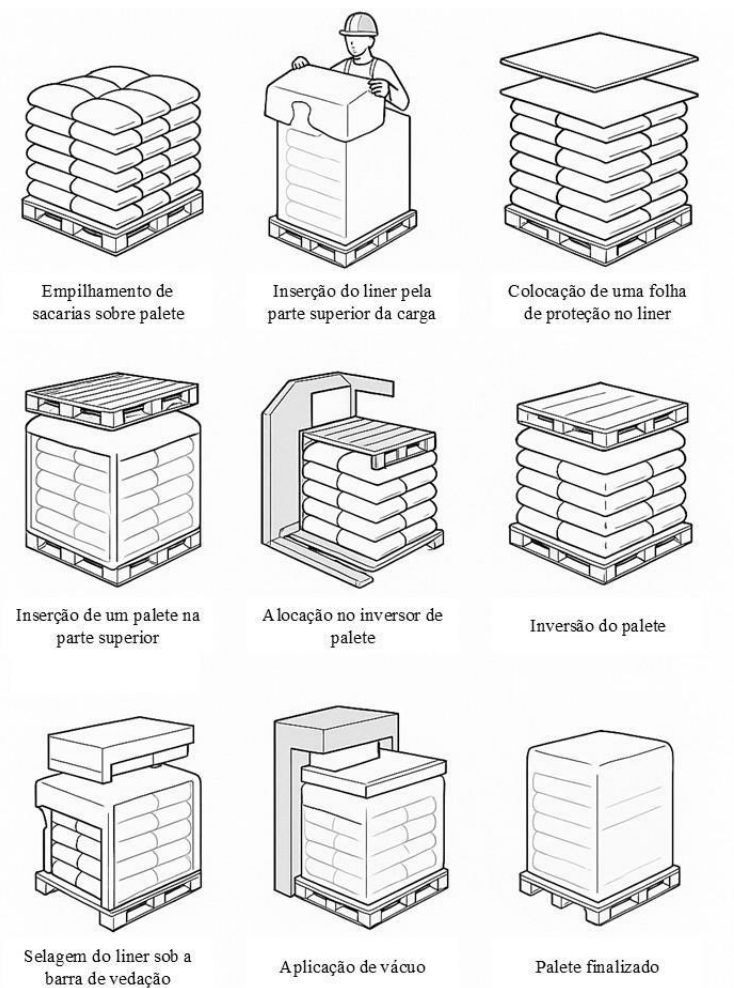 Empilhamento de
sacarias sobre palete
Inserção do liner pela
parte superior da carga
Colocação de uma folha
de proteção no liner
Inserção de um palete na
parte superior
Alocação no inversor de
palete
Inversão do palete
Selagem do liner sob a
barra de vedação
Aplicação de vácuo
Palete finalizado